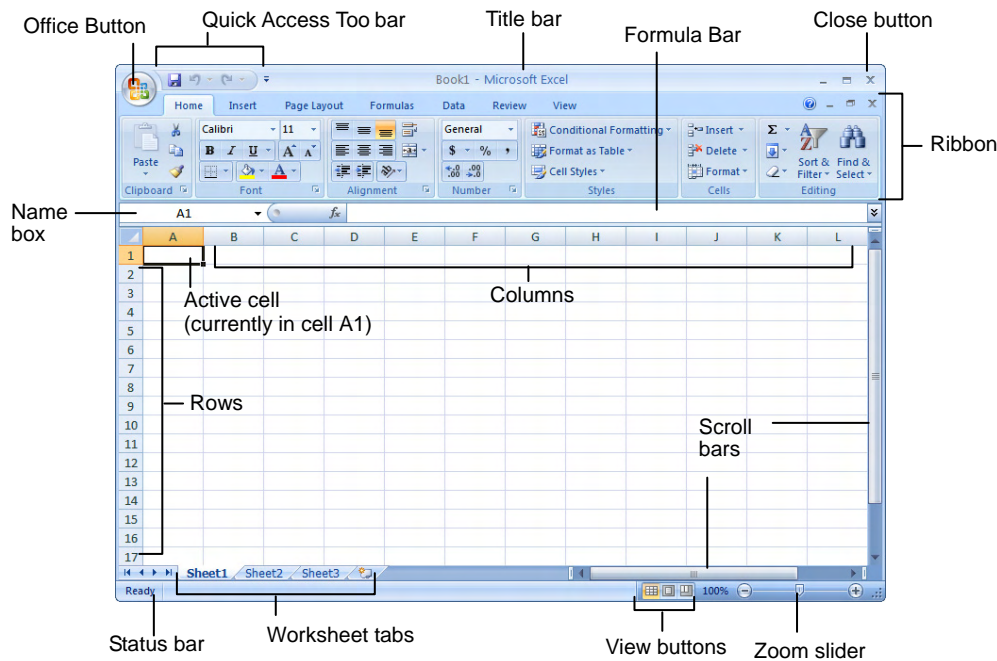 Office Button
Quick Access Too bar
Title bar
Formula Bar
Close button
Book1 - Microsoft Excel
Home Insert Page Layout Formulas Data Review View
Ribbon
Calibri 11 General Conditional Formatting Insert Σ
Paste B I U A A $ % , Format as Table Delete Sort & Filter Find & Select
A .00 .0 Cell Styles Format
Clipboard Font Alignment Number Styles Cells Editing
Name box
A1 fx
A B C D E F G H I J K L
1
2
3
4
5
6
7
8
9
10
11
12
13
14
15
16
17
Active cell
(currently in cell A1)
Columns
Rows
Scroll
bars
Sheet1 Sheet2 Sheet3
Ready 100%
Status bar
Worksheet tabs
View buttons
Zoom slider